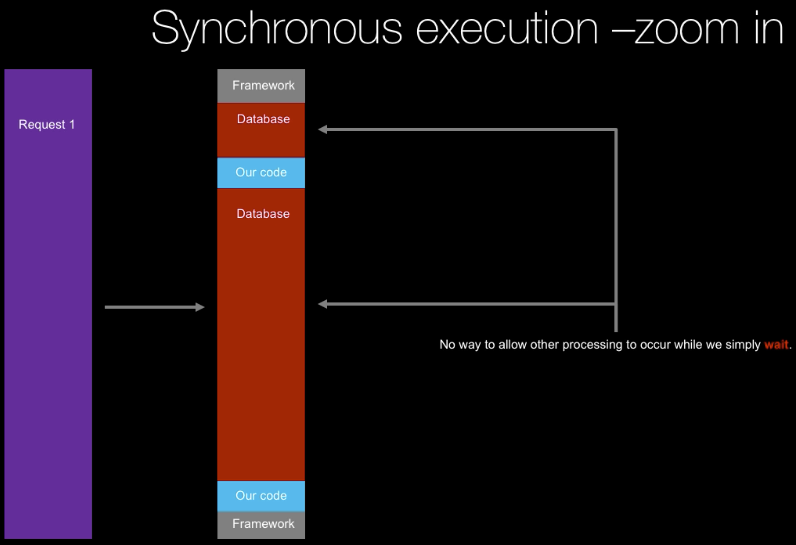 Synchronous execution –zoom in
Request 1
Framework
Database
Our code
Database
No way to allow other processing to occur while we simply wait.
Our code
Framework